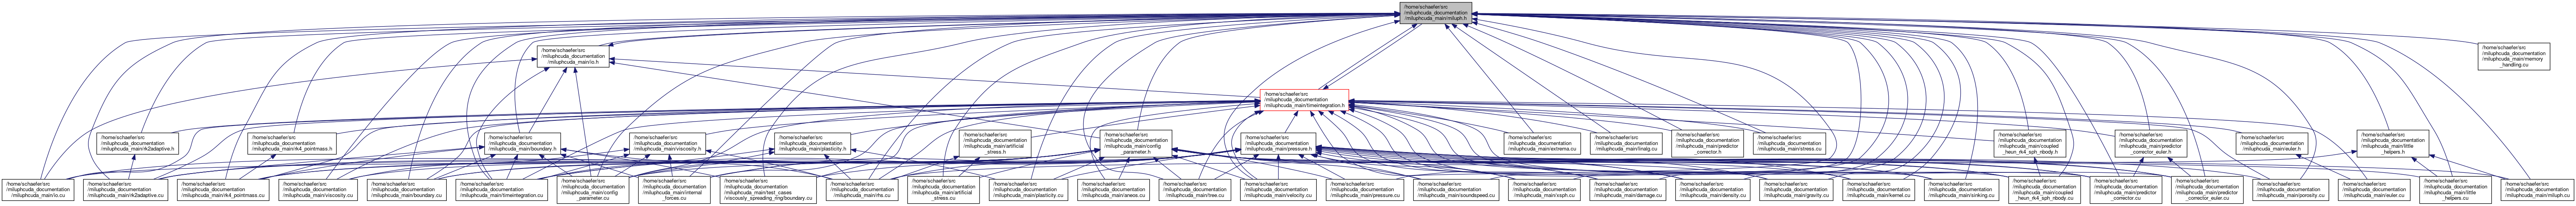 /home/schaefer/src
/miluphcuda_documentation
/miluphcuda_main/miluph.h
/home/schaefer/src
/miluphcuda_documentation
/miluphcuda_main/io.h
/home/schaefer/src
/miluphcuda_documentation
/miluphcuda_main/memory
_handling.cu
/home/schaefer/src
/miluphcuda_documentation
/miluphcuda_main/timeintegration.h
/home/schaefer/src
/miluphcuda_documentation
/miluphcuda_main/rk2adaptive.h
/home/schaefer/src
/miluphcuda_documentation
/miluphcuda_main/rk4_pointmass.h
/home/schaefer/src
/miluphcuda_documentation
/miluphcuda_main/boundary.h
/home/schaefer/src
/miluphcuda_documentation
/miluphcuda_main/viscosity.h
/home/schaefer/src
/miluphcuda_documentation
/miluphcuda_main/plasticity.h
/home/schaefer/src
/miluphcuda_documentation
/miluphcuda_main/artificial
_stress.h
/home/schaefer/src
/miluphcuda_documentation
/miluphcuda_main/config
_parameter.h
/home/schaefer/src
/miluphcuda_documentation
/miluphcuda_main/pressure.h
/home/schaefer/src
/miluphcuda_documentation
/miluphcuda_main/extrema.cu
/home/schaefer/src
/miluphcuda_documentation
/miluphcuda_main/linalg.cu
/home/schaefer/src
/miluphcuda_documentation
/miluphcuda_main/predictor
_corrector.h
/home/schaefer/src
/miluphcuda_documentation
/miluphcuda_main/stress.cu
/home/schaefer/src
/miluphcuda_documentation
/miluphcuda_main/coupled
_heun_rk4_sph_nbody.h
/home/schaefer/src
/miluphcuda_documentation
/miluphcuda_main/predictor
_corrector_euler.h
/home/schaefer/src
/miluphcuda_documentation
/miluphcuda_main/euler.h
/home/schaefer/src
/miluphcuda_documentation
/miluphcuda_main/little
_helpers.h
/home/schaefer/src
/miluphcuda_documentation
/miluphcuda_main/io.cu
/home/schaefer/src
/miluphcuda_documentation
/miluphcuda_main/rk2adaptive.cu
/home/schaefer/src
/miluphcuda_documentation
/miluphcuda_main/rk4_pointmass.cu
/home/schaefer/src
/miluphcuda_documentation
/miluphcuda_main/viscosity.cu
/home/schaefer/src
/miluphcuda_documentation
/miluphcuda_main/boundary.cu
/home/schaefer/src
/miluphcuda_documentation
/miluphcuda_main/timeintegration.cu
/home/schaefer/src
/miluphcuda_documentation
/miluphcuda_main/config
_parameter.cu
/home/schaefer/src
/miluphcuda_documentation
/miluphcuda_main/internal
_forces.cu
/home/schaefer/src
/miluphcuda_documentation
/miluphcuda_main/test_cases
/viscously_spreading_ring/boundary.cu
/home/schaefer/src
/miluphcuda_documentation
/miluphcuda_main/rhs.cu
/home/schaefer/src
/miluphcuda_documentation
/miluphcuda_main/artificial
_stress.cu
/home/schaefer/src
/miluphcuda_documentation
/miluphcuda_main/plasticity.cu
/home/schaefer/src
/miluphcuda_documentation
/miluphcuda_main/aneos.cu
/home/schaefer/src
/miluphcuda_documentation
/miluphcuda_main/tree.cu
/home/schaefer/src
/miluphcuda_documentation
/miluphcuda_main/velocity.cu
/home/schaefer/src
/miluphcuda_documentation
/miluphcuda_main/pressure.cu
/home/schaefer/src
/miluphcuda_documentation
/miluphcuda_main/soundspeed.cu
/home/schaefer/src
/miluphcuda_documentation
/miluphcuda_main/xsph.cu
/home/schaefer/src
/miluphcuda_documentation
/miluphcuda_main/damage.cu
/home/schaefer/src
/miluphcuda_documentation
/miluphcuda_main/density.cu
/home/schaefer/src
/miluphcuda_documentation
/miluphcuda_main/gravity.cu
/home/schaefer/src
/miluphcuda_documentation
/miluphcuda_main/kernel.cu
/home/schaefer/src
/miluphcuda_documentation
/miluphcuda_main/sinking.cu
/home/schaefer/src
/miluphcuda_documentation
/miluphcuda_main/coupled
_heun_rk4_sph_nbody.cu
/home/schaefer/src
/miluphcuda_documentation
/miluphcuda_main/predictor
_corrector.cu
/home/schaefer/src
/miluphcuda_documentation
/miluphcuda_main/predictor
_corrector_euler.cu
/home/schaefer/src
/miluphcuda_documentation
/miluphcuda_main/porosity.cu
/home/schaefer/src
/miluphcuda_documentation
/miluphcuda_main/euler.cu
/home/schaefer/src
/miluphcuda_documentation
/miluphcuda_main/little
_helpers.cu
/home/schaefer/src
/miluphcuda_documentation
/miluphcuda_main/miluph.cu